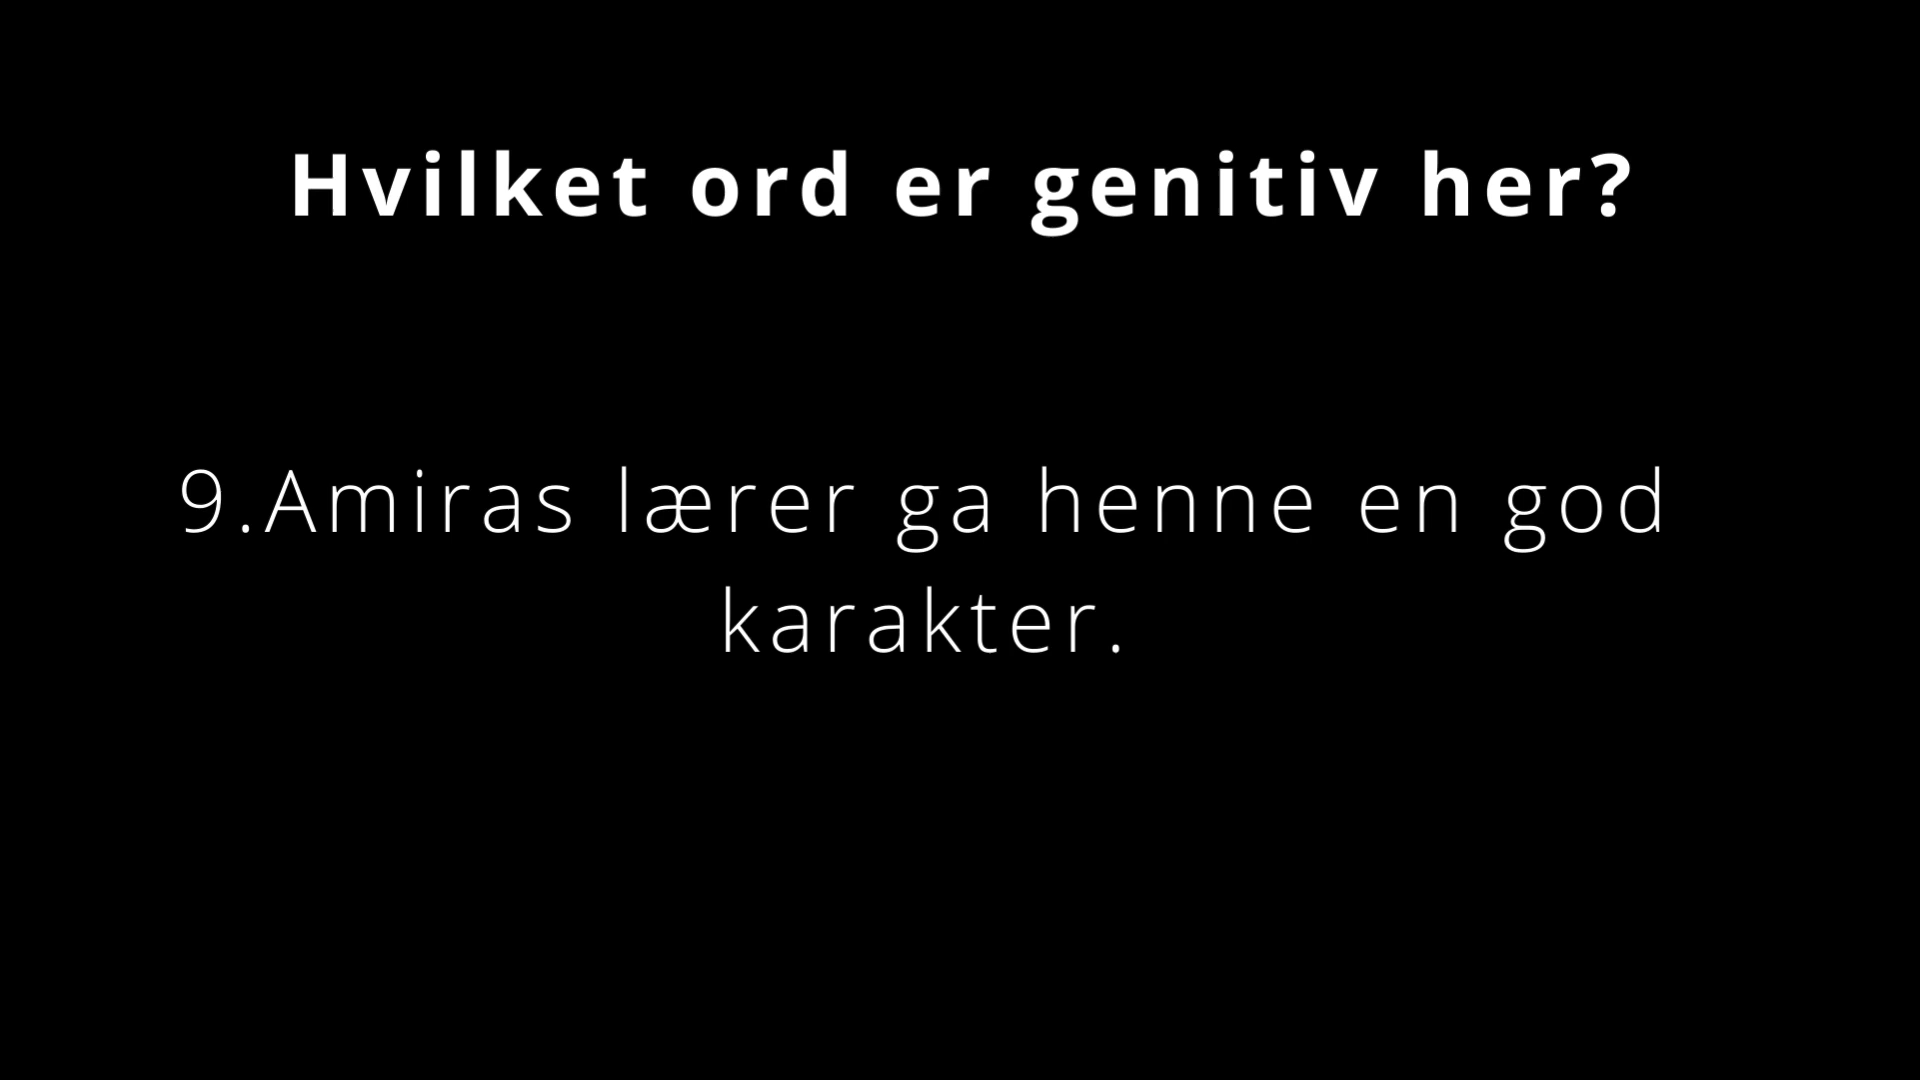 Hvilket ord er genitiv her?
9.Amiras lærer ga henne en god
karakter.